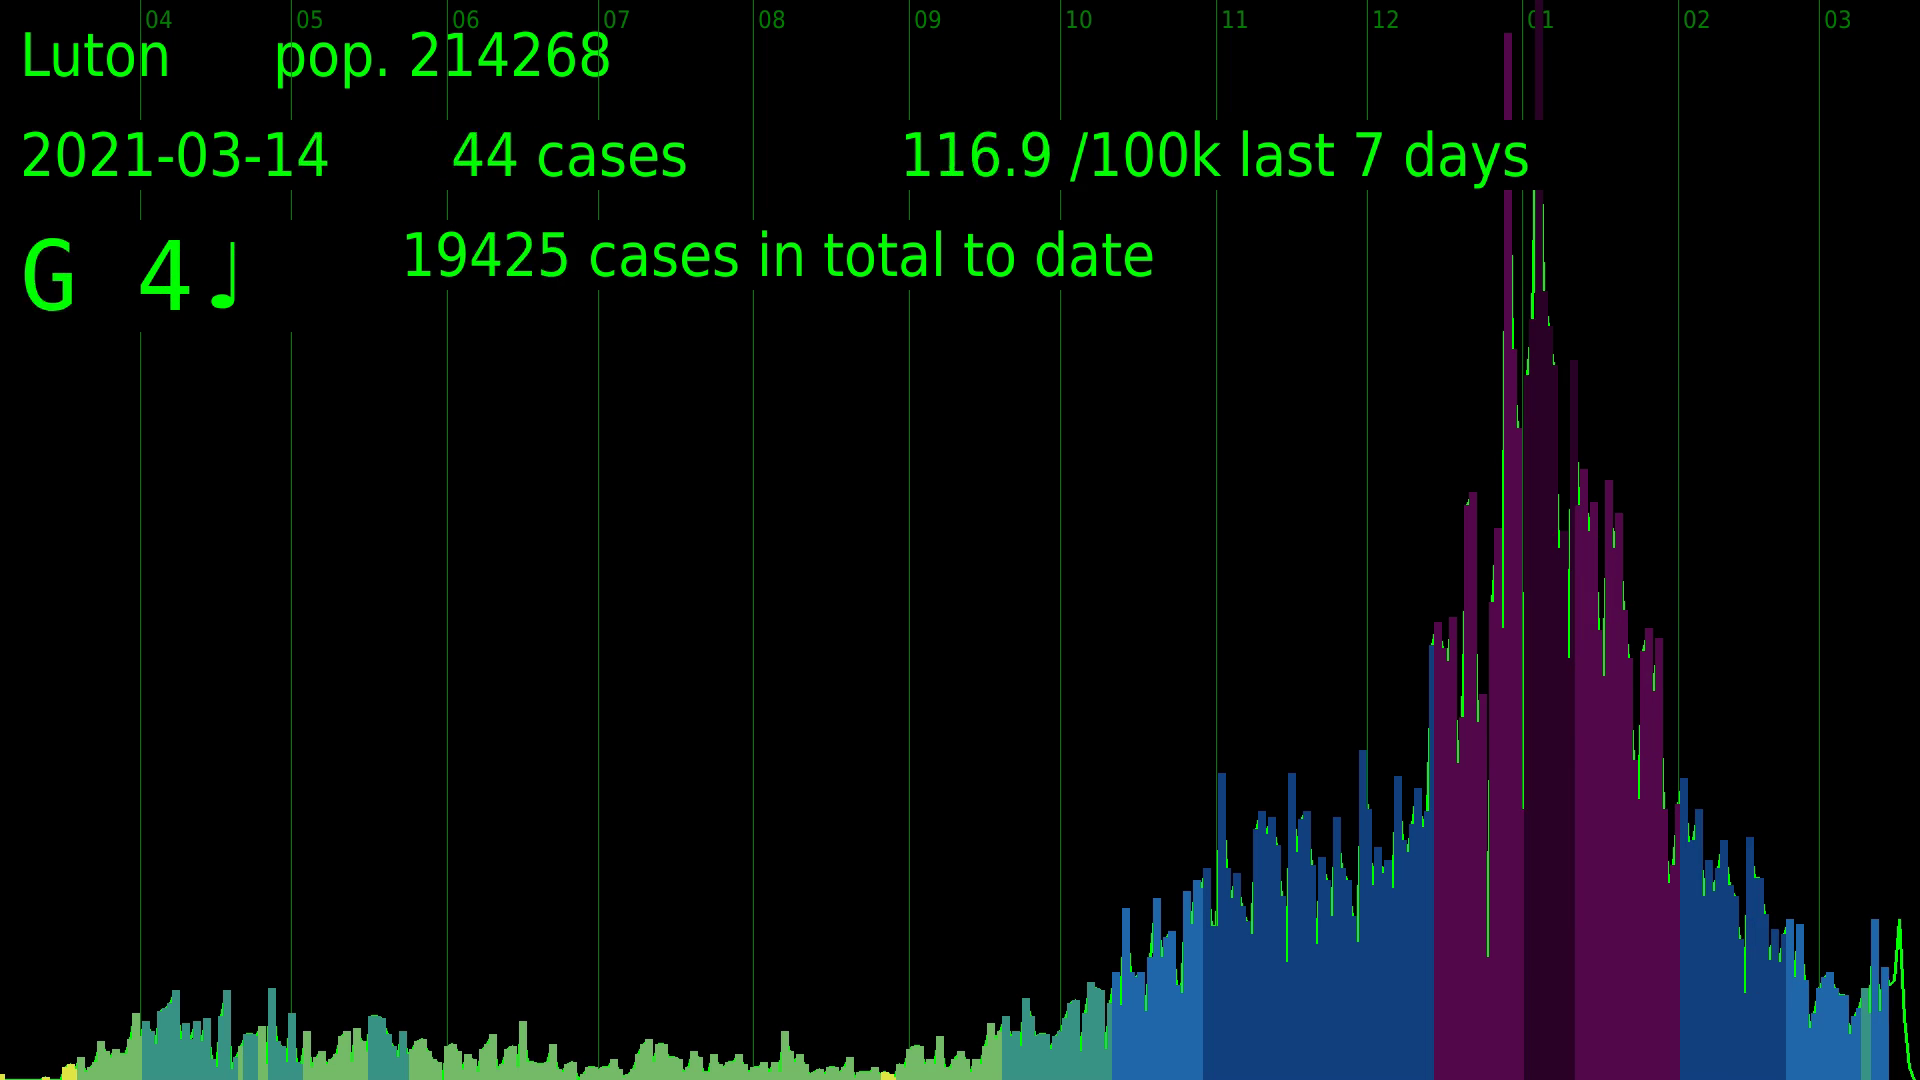 04 05 06 07 08 09 10 11 12 01 02 03
Luton pop. 214268
2021-03-14 44 cases 116.9 /100k last 7 days
G 4♩ 19425 cases in total to date